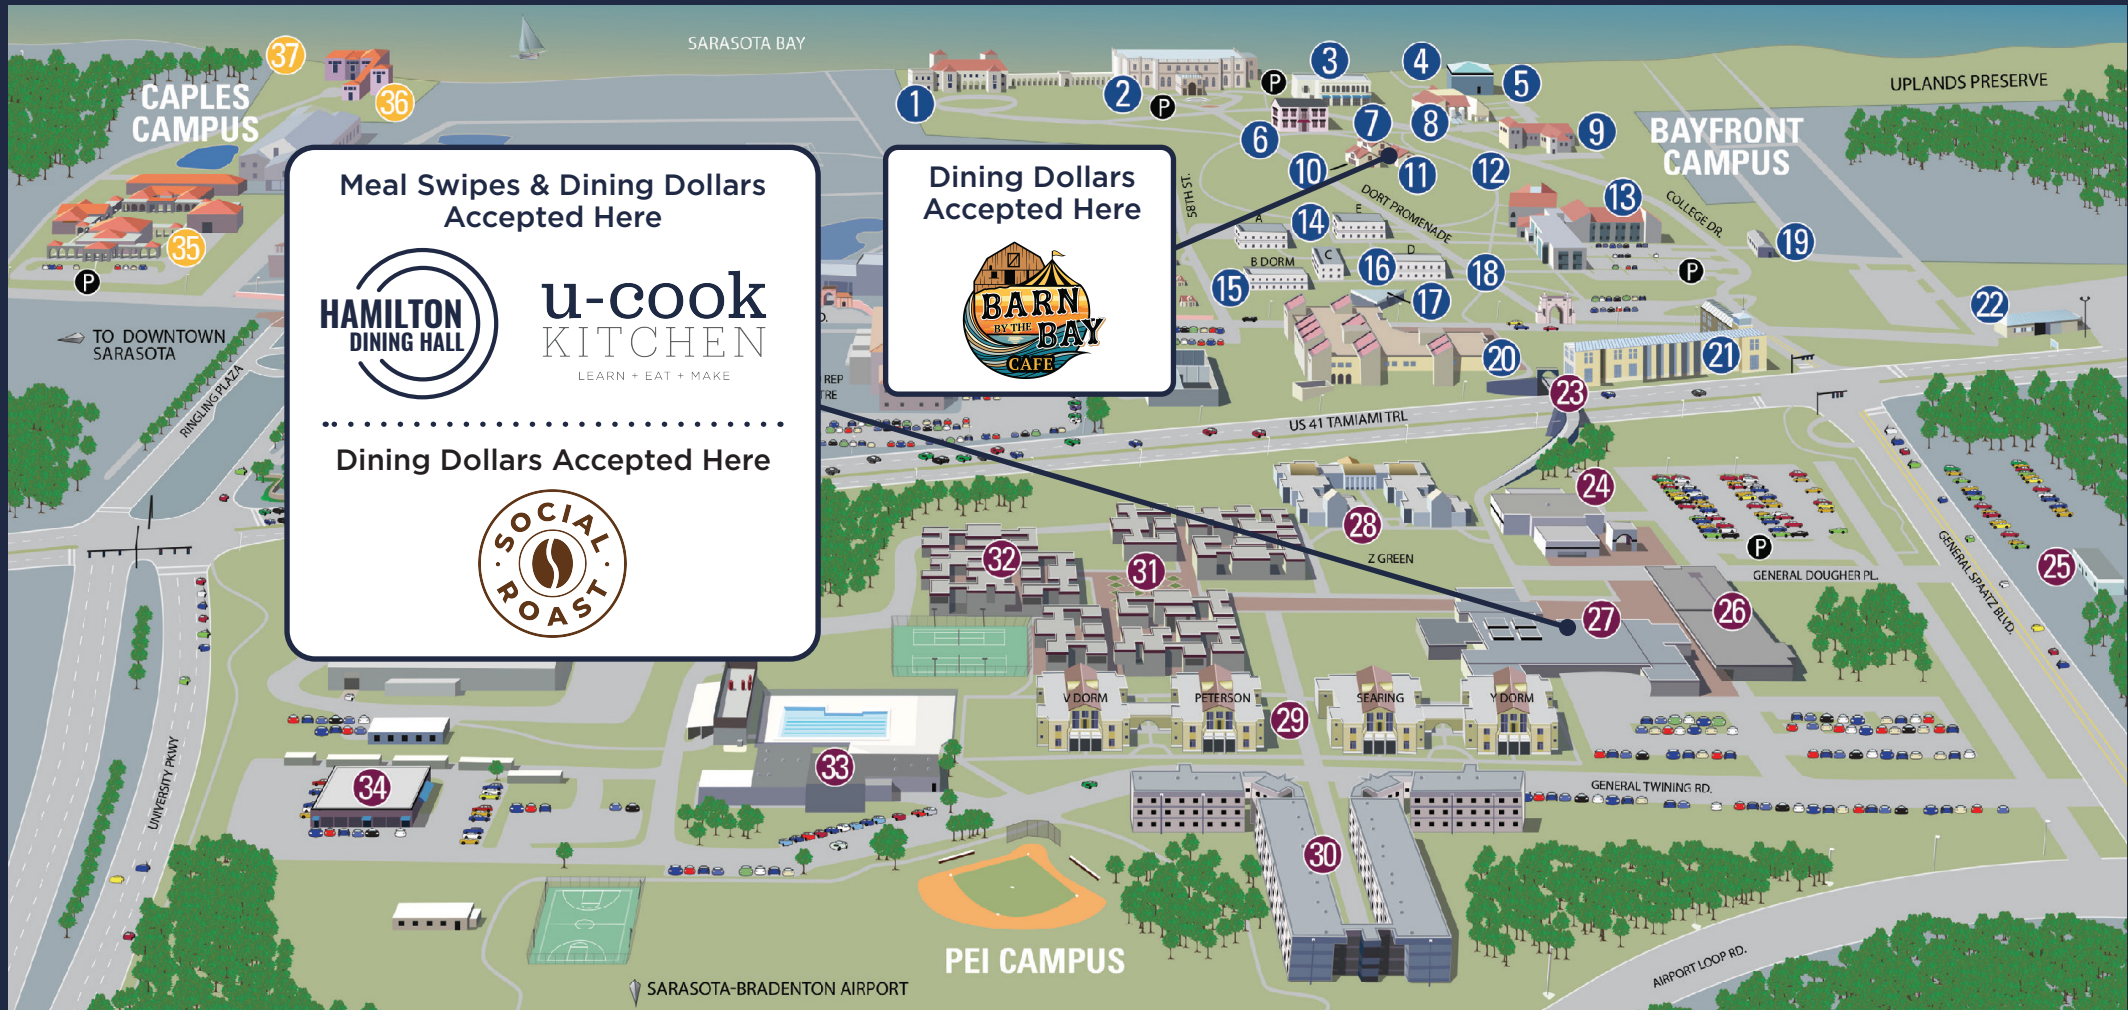 SARASOTA BAY
UPLANDS PRESERVE
CAPLES
CAMPUS
BAYFRONT
CAMPUS
37
36
35
P
1
2
P
P
3
4
5
6
7
8
9
10
11
12
13
14
15
16
17
18
19
20
21
22
P
58TH ST.
DORT PROMENADE
COLLEGE DR.
A
E
B DORM
C
D
TO DOWNTOWN
SARASOTA
RINGLING PLAZA
Meal Swipes & Dining Dollars
Accepted Here
HAMILTON
DINING HALL
u-cook
KITCHEN
LEARN + EAT + MAKE
Dining Dollars Accepted Here
SOCIAL
ROAST
Dining Dollars
Accepted Here
BARN
BY THE
BAY
CAFE
REP
TRE
US 41 TAMIAMI TRL
23
24
25
26
27
28
29
30
31
32
33
34
Z GREEN
P
GENERAL DOUGHER PL.
GENERAL SPAATZ BLVD.
V DORM
PETERSON
SEARING
Y DORM
GENERAL TWINING RD.
UNIVERSITY PKWY
PEI CAMPUS
SARASOTA-BRADENTON AIRPORT
AIRPORT LOOP RD.